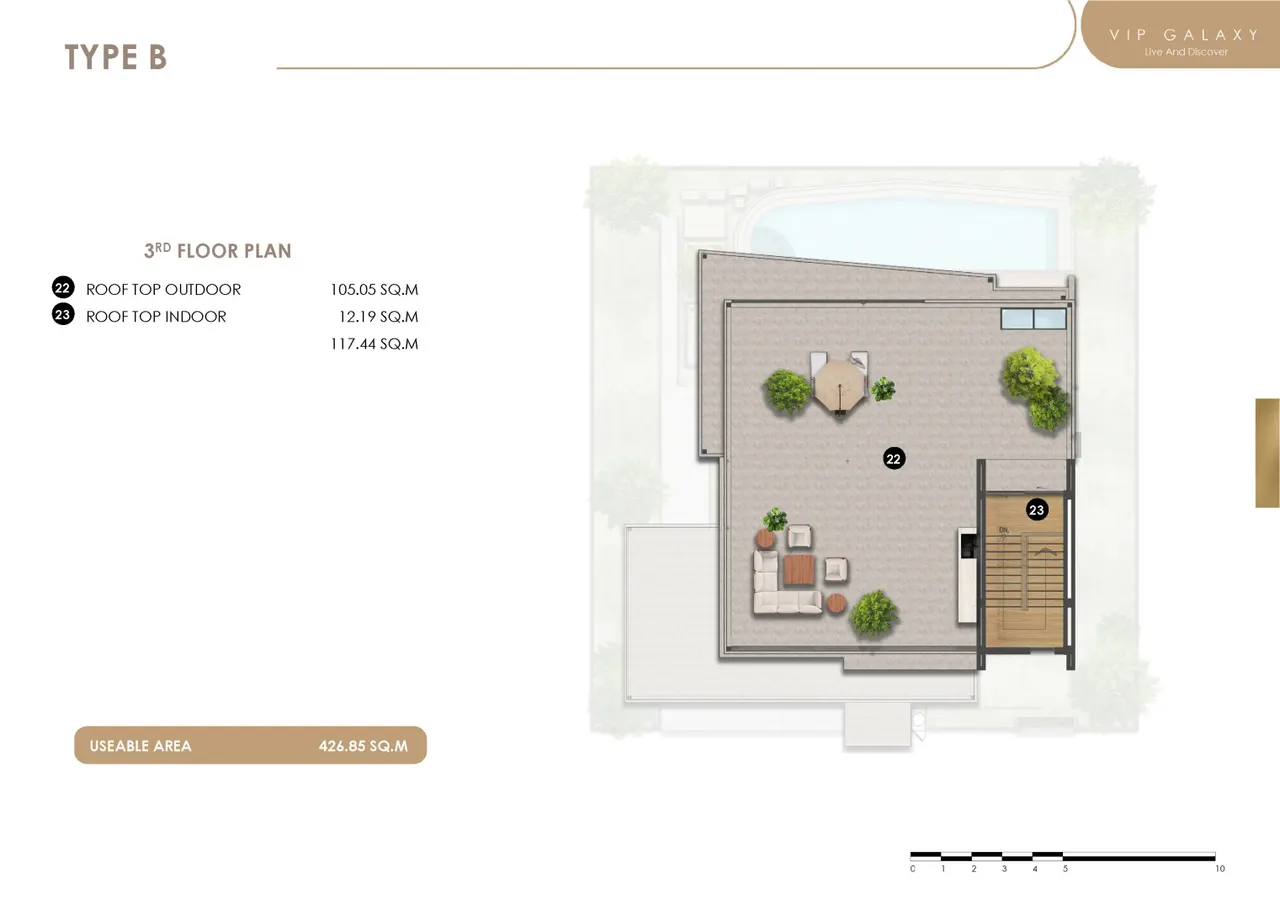 TYPE B
VIP GALAXY
Live And Discover
3RD FLOOR PLAN
22 ROOF TOP OUTDOOR 105.05 SQ.M
23 ROOF TOP INDOOR 12.19 SQ.M
117.44 SQ.M
22
23
DN.
USEABLE AREA 426.85 SQ.M
0 1 2 3 4 5 10